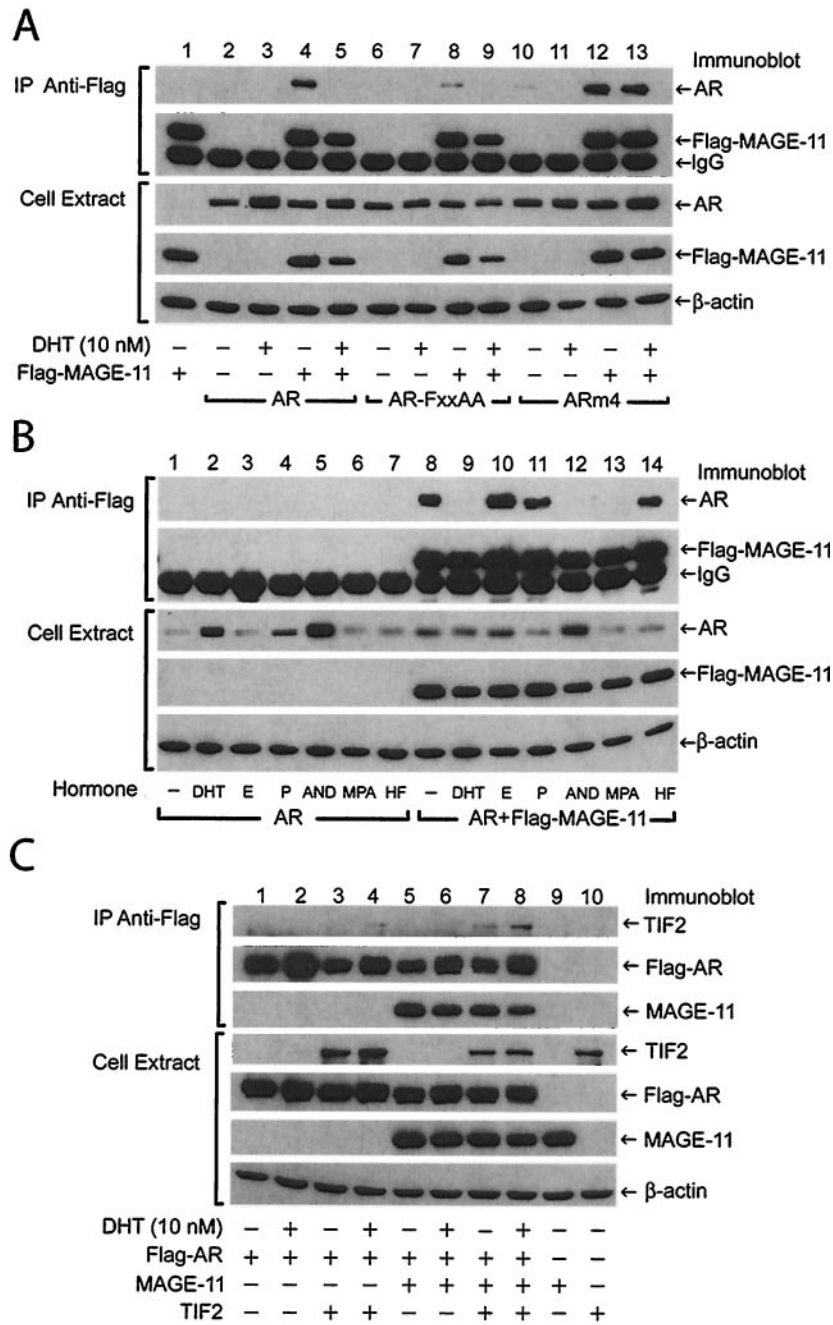 A
1 2 3 4 5 6 7 8 9 10 11 12 13 Immunoblot
IP Anti-Flag
←AR
←Flag-MAGE-11
←IgG
Cell Extract
←AR
←Flag-MAGE-11
←β-actin
DHT (10 nM) – – + – + – + – + – + – +
Flag-MAGE-11 + – – + + – – + + – – + +
AR AR-FxxAA ARm4
B
1 2 3 4 5 6 7 8 9 10 11 12 13 14 Immunoblot
IP Anti-Flag
←AR
←Flag-MAGE-11
←IgG
Cell Extract
←AR
←Flag-MAGE-11
←β-actin
Hormone – DHT E P AND MPA HF – DHT E P AND MPA HF
AR AR+Flag-MAGE-11
C
1 2 3 4 5 6 7 8 9 10 Immunoblot
IP Anti-Flag
← TIF2
← Flag-AR
← MAGE-11
Cell Extract
← TIF2
← Flag-AR
← MAGE-11
← β-actin
DHT (10 nM) – + – + – + – + – –
Flag-AR + + + + + + + + – –
MAGE-11 – – – – + + + + + –
TIF2 – – + + – – + + – +